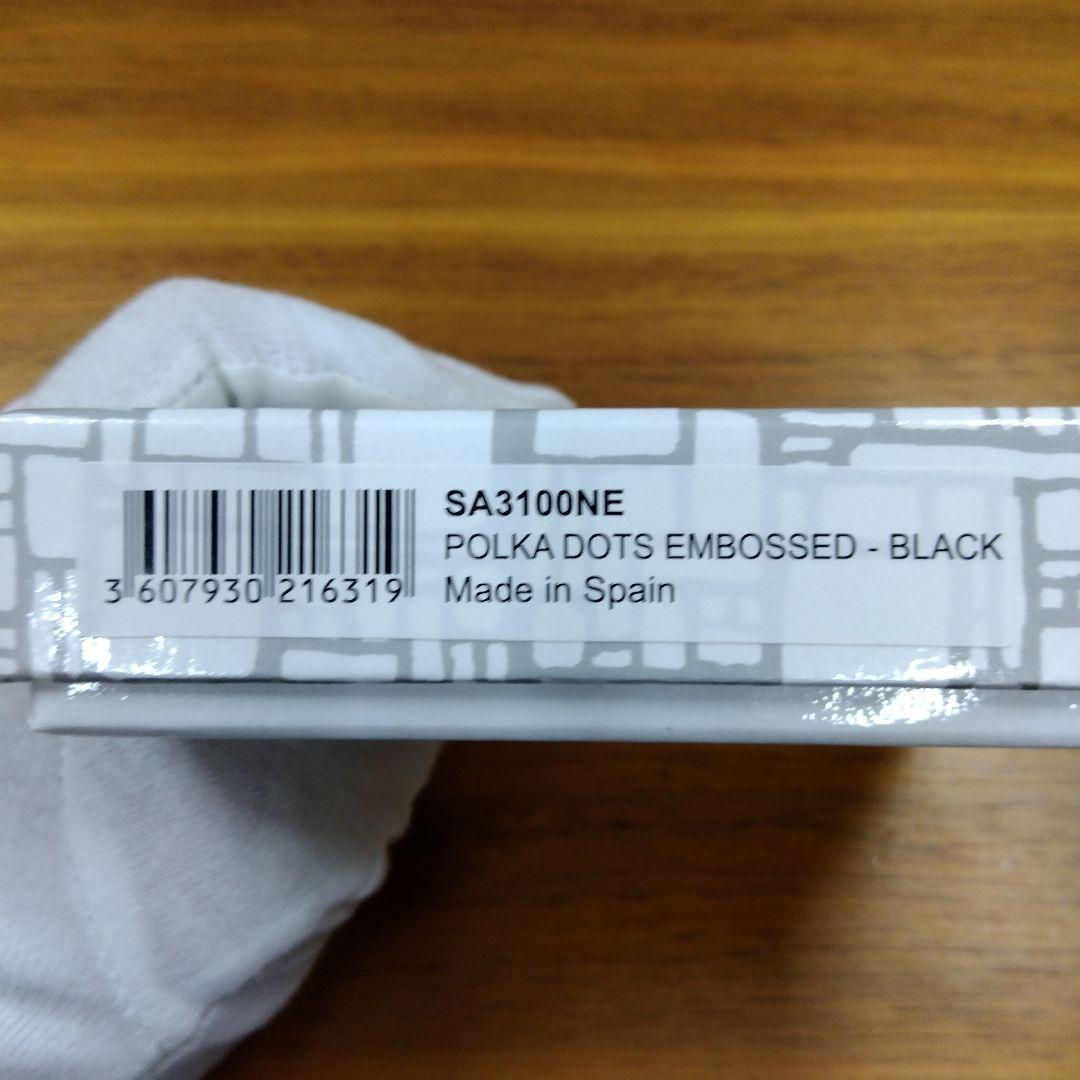 SA3100NE
POLKA DOTS EMBOSSED - BLACK
Made in Spain
3 607930 216319